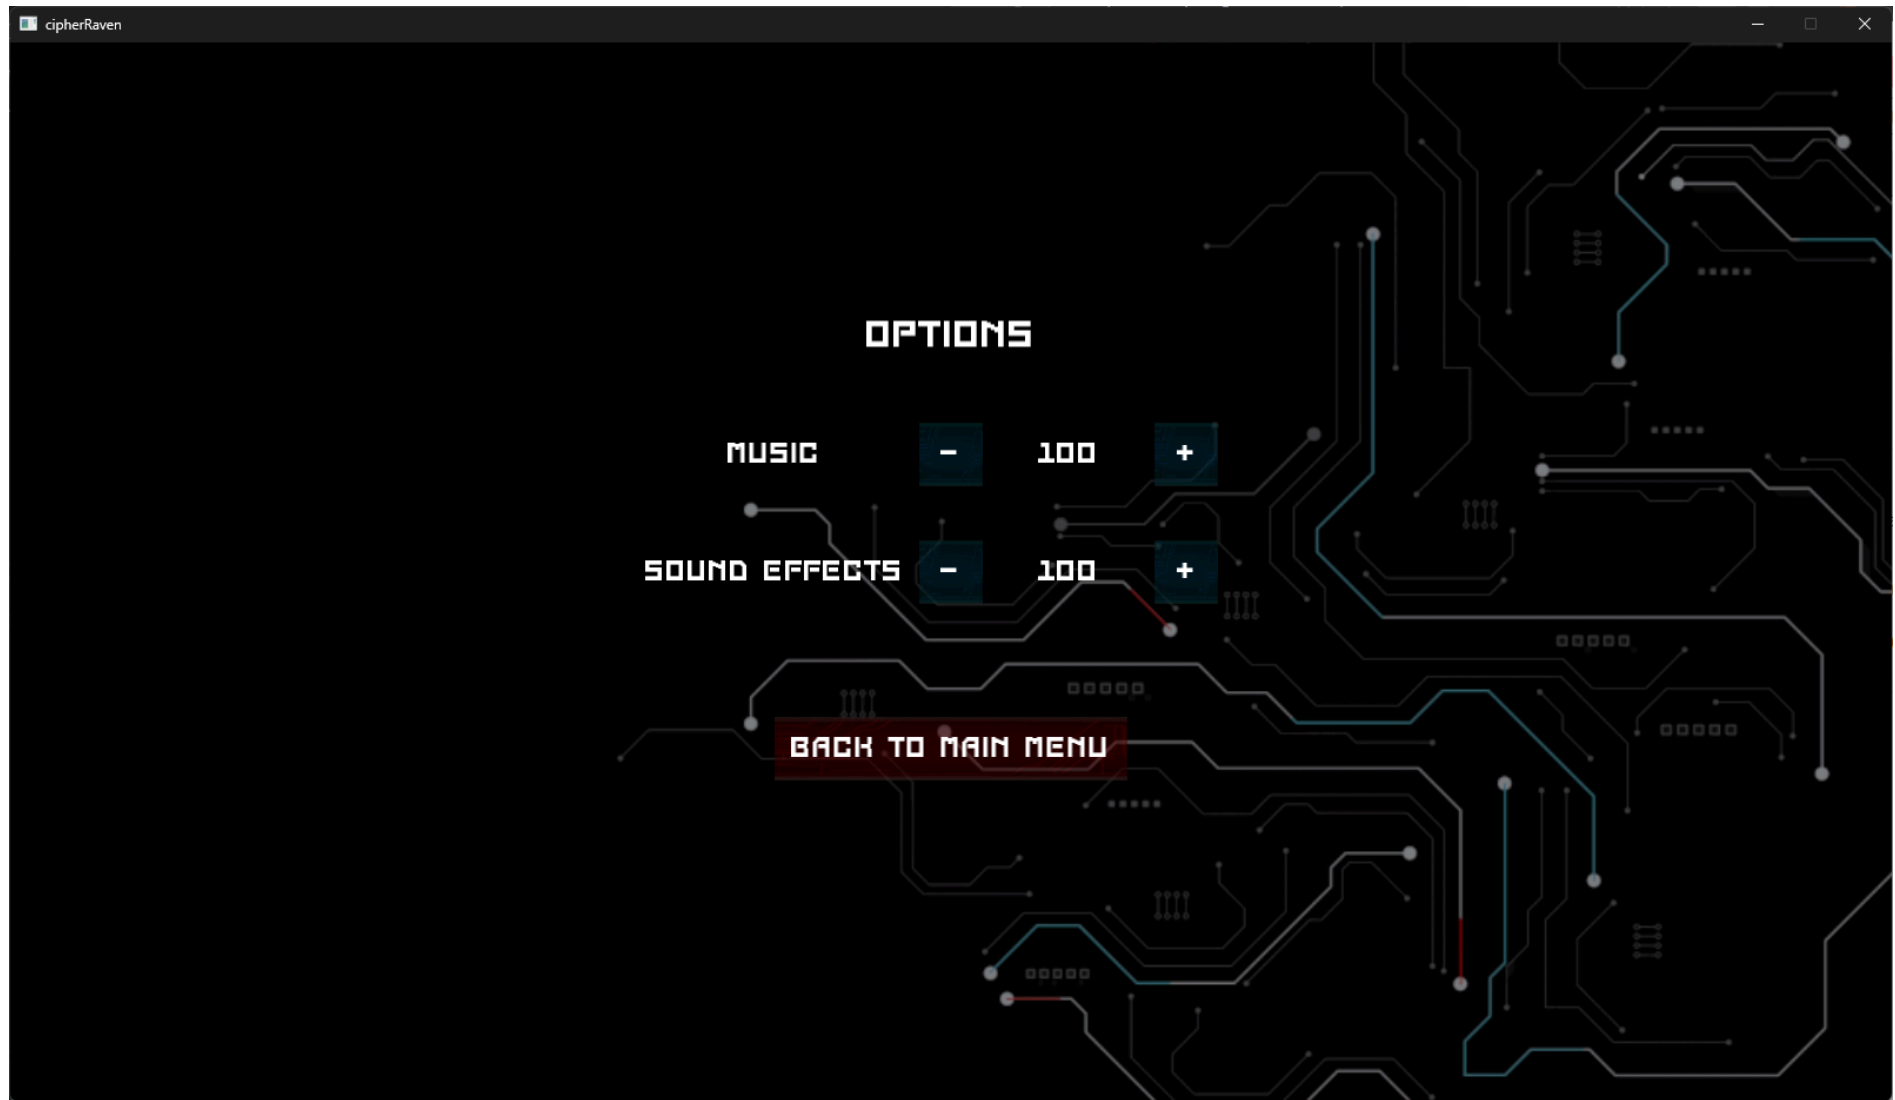 cipherRaven
OPTIONS
MUSIC - 100 +
SOUND EFFECTS - 100 +
BACK TO MAIN MENU